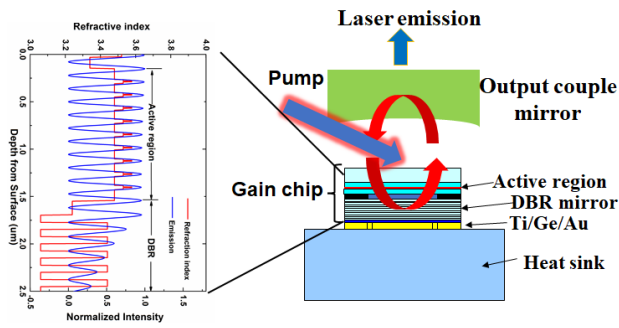 Refractive index
3.0 3.2 3.4 3.6 3.8 4.0
0.0
0.5
1.0
1.5
2.0
2.5
Depth from Surface (um)
Active region
DBR
Refraction index
Emission
-0.5 0.0 0.5 1.0 1.5
Normalized Intensity
Laser emission
Pump
Output couple
mirror
Gain chip
Active region
DBR mirror
Ti/Ge/Au
Heat sink